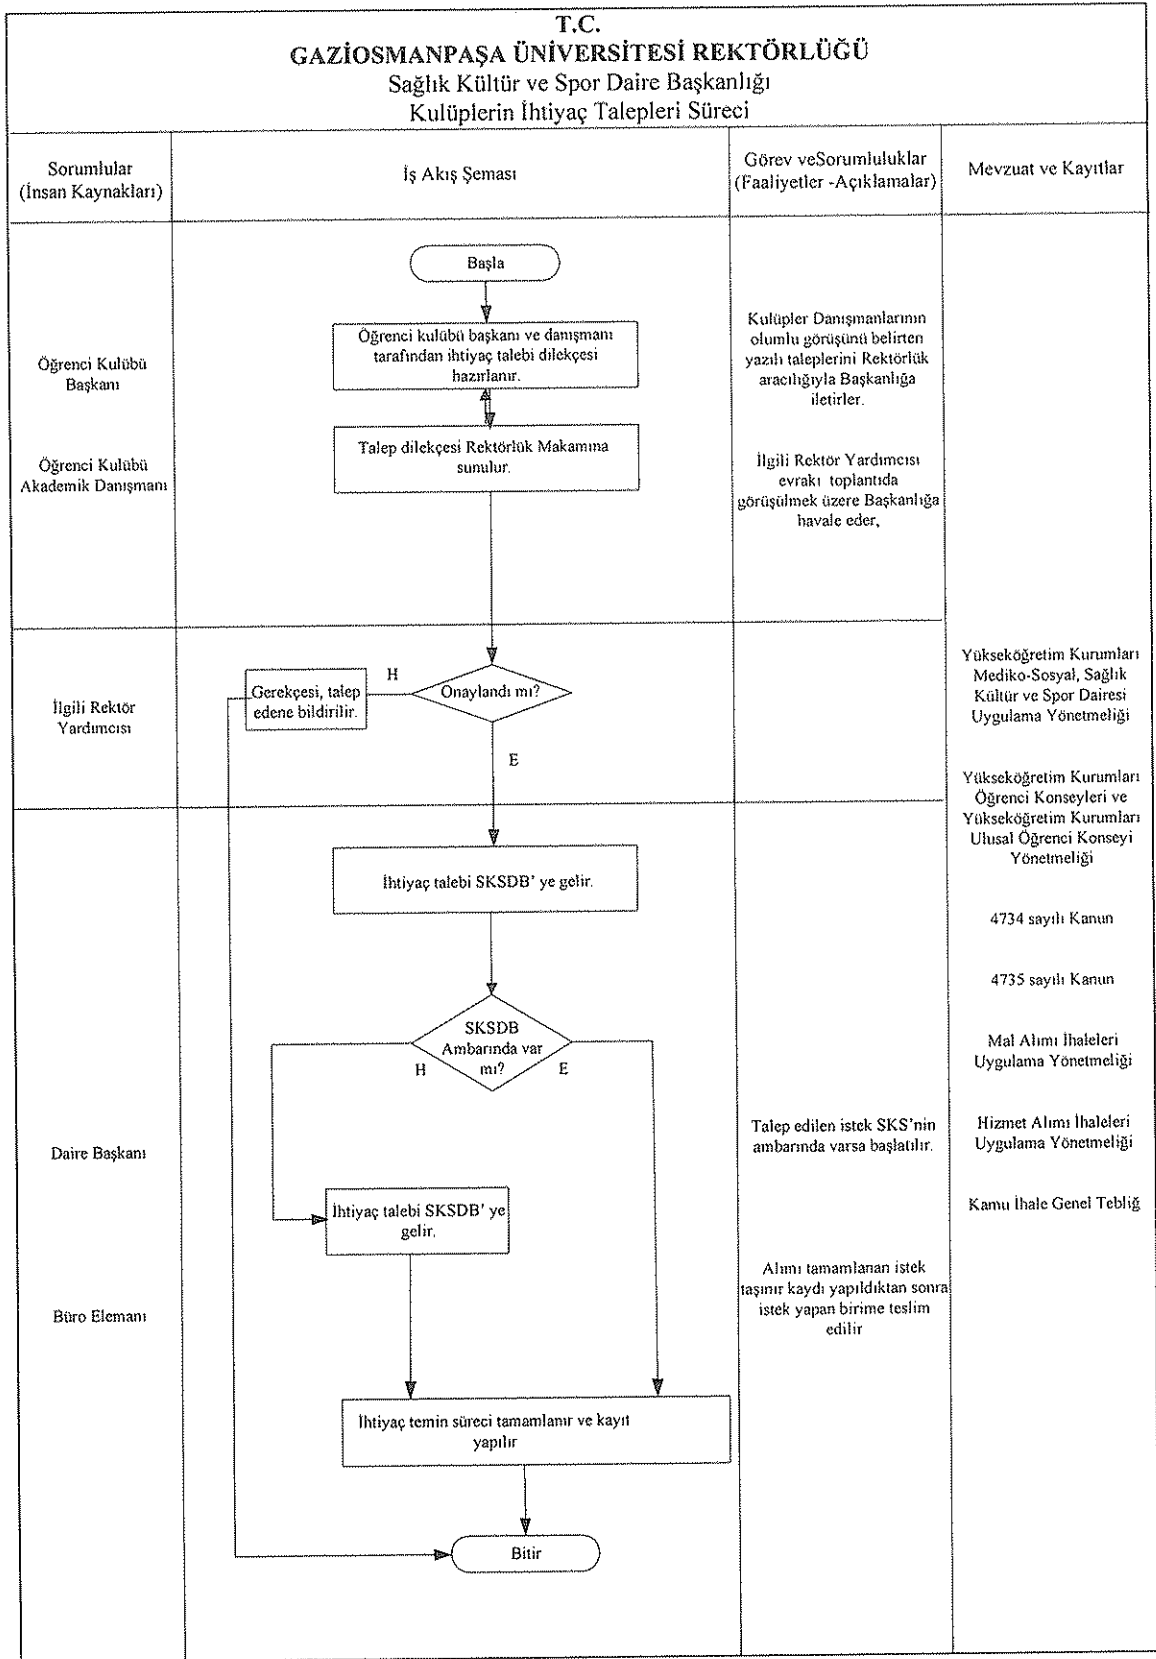 T.C.
GAZİOSMANPAŞA ÜNİVERSİTESİ REKTÖRLÜĞÜ
Sağlık Kültür ve Spor Daire Başkanlığı
Kulüplerin İhtiyaç Talepleri Süreci
Sorumlular
(İnsan Kaynakları)
İş Akış Şeması
Görev veSorumluluklar
(Faaliyetler -Açıklamalar)
Mevzuat ve Kayıtlar
Başla
Öğrenci kulübü başkanı ve danışmanı
tarafından ihtiyaç talebi dilekçesi
hazırlanır.
Öğrenci Kulübü
Başkanı
Kulüpler Danışmanlarının
olumlu görüşünü belirten
yazılı taleplerini Rektörlük
aracılığıyla Başkanlığa
iletirler.
Talep dilekçesi Rektörlük Makamına
sunulur.
Öğrenci Kulübü
Akademik Danışmanı
İlgili Rektör Yardımcısı
evrakı toplantıda
görüşülmek üzere Başkanlığa
havale eder,
İlgili Rektör
Yardımcısı
Gerekçesi, talep
edene bildirilir.
H
Onaylandı mı?
E
Yükseköğretim Kurumları
Mediko-Sosyal, Sağlık
Kültür ve Spor Dairesi
Uygulama Yönetmeliği
Yükseköğretim Kurumları
Öğrenci Konseyleri ve
Yükseköğretim Kurumları
Ulusal Öğrenci Konseyi
Yönetmeliği
İhtiyaç talebi SKSDB' ye gelir.
4734 sayılı Kanun
4735 sayılı Kanun
SKSDB
Ambarında var
mı?
H
E
Mal Alımı İhaleleri
Uygulama Yönetmeliği
Daire Başkanı
Talep edilen istek SKS'nin
ambarında varsa başlatılır.
Hizmet Alımı İhaleleri
Uygulama Yönetmeliği
İhtiyaç talebi SKSDB' ye
gelir.
Kamu İhale Genel Tebliğ
Büro Elemanı
Alımı tamamlanan istek
taşınır kaydı yapıldıktan sonra
istek yapan birime teslim
edilir
İhtiyaç temin süreci tamamlanır ve kayıt
yapılır
Bitir